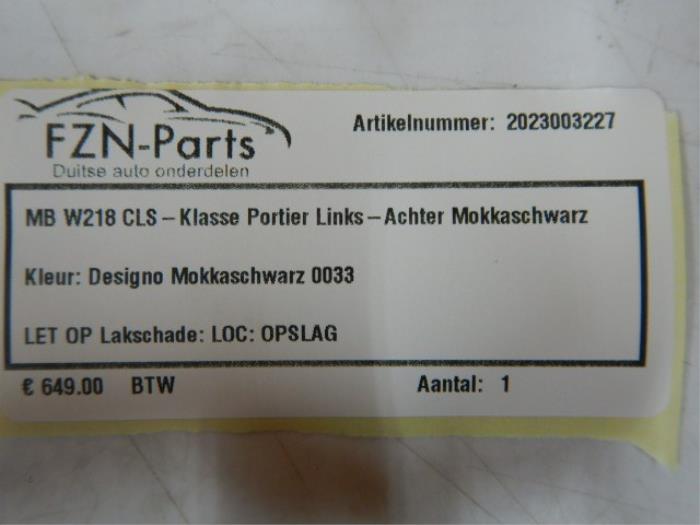 FZN-Parts
Duitse auto onderdelen
Artikelnummer: 2023003227
MB W218 CLS – Klasse Portier Links – Achter Mokkaschwarz
Kleur: Designo Mokkaschwarz 0033
LET OP Lakschade: LOC: OPSLAG
€ 649.00 BTW Aantal: 1